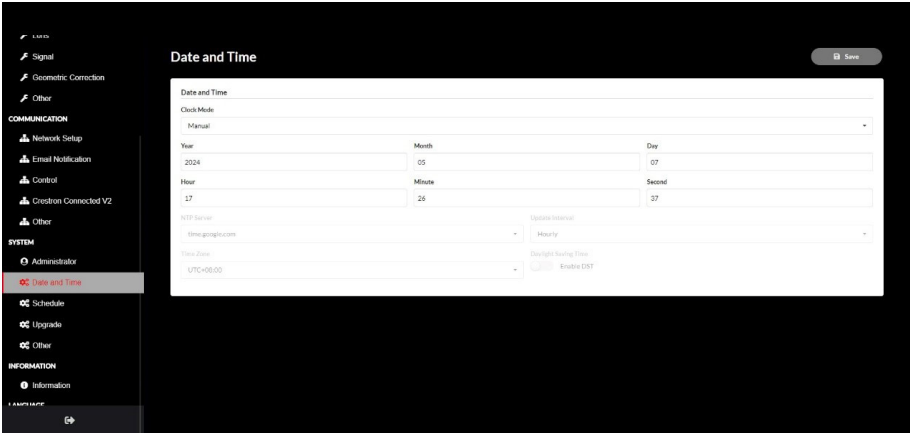 Lens
Signal
Geometric Correction
Other
COMMUNICATION
Network Setup
Email Notification
Control
Crestron Connected V2
Other
SYSTEM
Administrator
Date and Time
Schedule
Upgrade
Other
INFORMATION
Information
LANGUAGE
Date and Time
Save
Date and Time
Clock Mode
Manual
Year Month Day
2024 05 07
Hour Minute Second
17 26 37
NTP Server Update Interval
time.google.com Hourly
Time Zone Daylight Saving Time
UTC+00:00 Enable DST